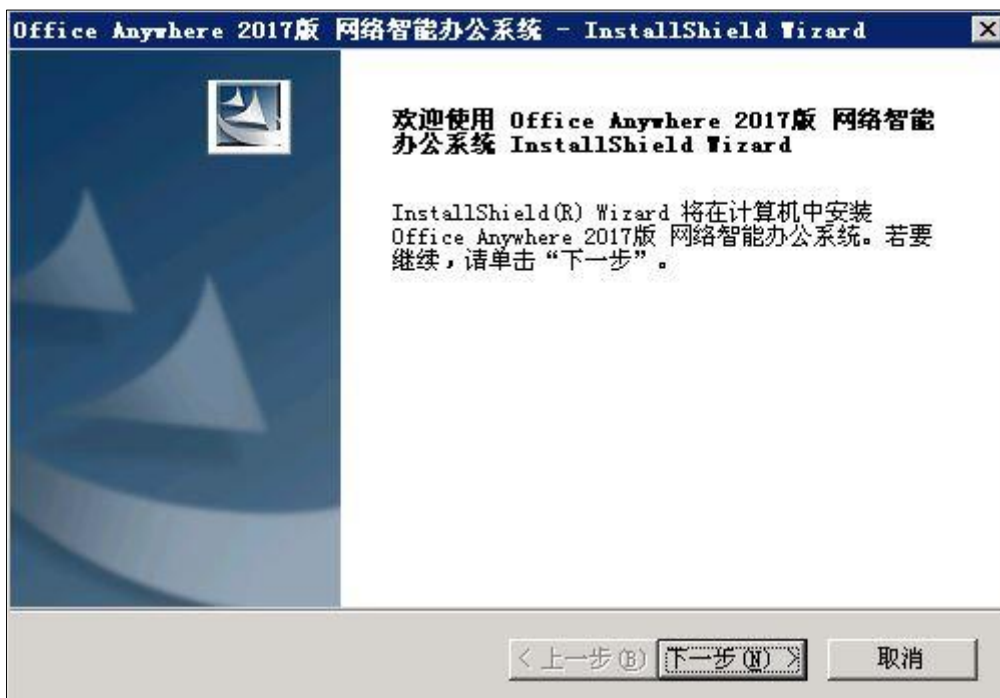 Office Anywhere 2017版 网络智能办公系统 - InstallShield Wizard
欢迎使用 Office Anywhere 2017版 网络智能
办公系统 InstallShield Wizard
InstallShield(R) Wizard 将在计算机中安装
Office Anywhere 2017版 网络智能办公系统。若要
继续，请单击“下一步”。
< 上一步(B) 下一步(N) > 取消